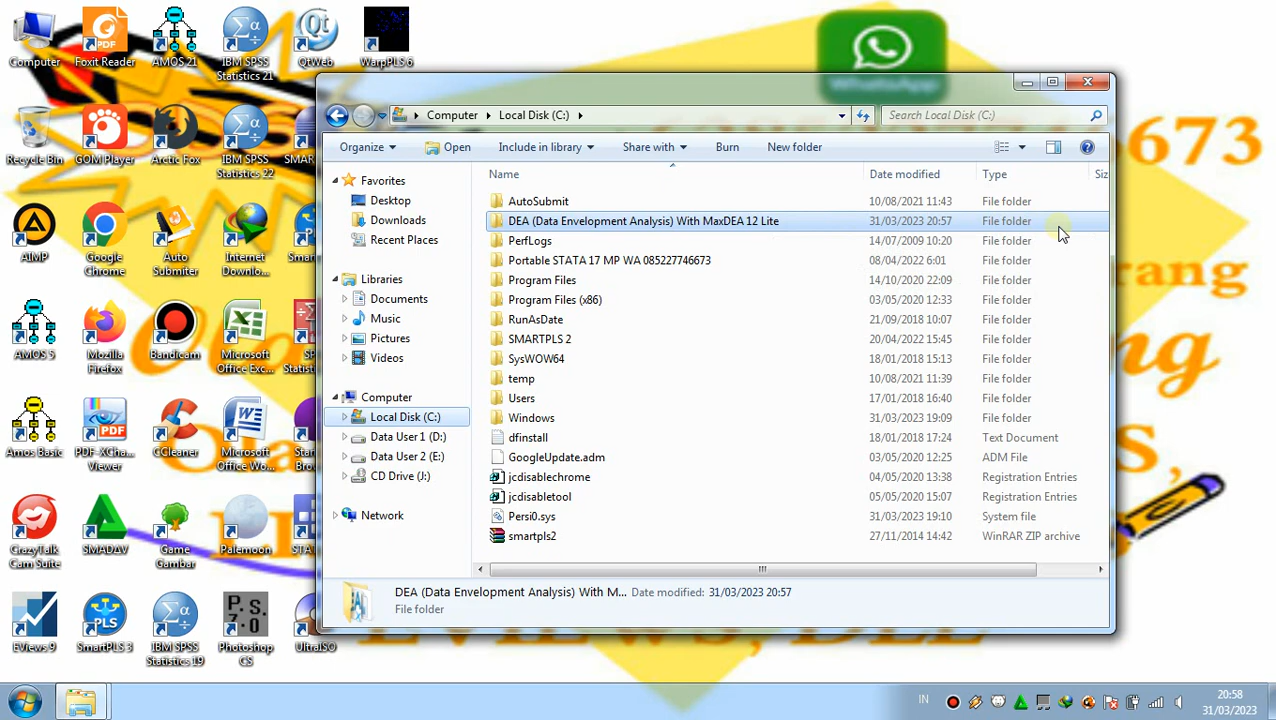 Computer
Foxit Reader
AMOS 21
IBM SPSS
Statistics 21
QtWeb
WarpPLS 6
WhatsApp
Computer
Local Disk (C:)
Search Local Disk (C:)
Organize
Open
Include in library
Share with
Burn
New folder
673
Recycle Bin
GOM Player
Arctic Fox
IBM SPSS
Statistics 22
Favorites
Desktop
Downloads
Recent Places
Name
Date modified
Type
Siz
AutoSubmit
10/08/2021 11:43
File folder
DEA (Data Envelopment Analysis) With MaxDEA 12 Lite
31/03/2023 20:57
File folder
PerfLogs
14/07/2009 10:20
File folder
Portable STATA 17 MP WA 085227746673
08/04/2022 6:01
File folder
Program Files
14/10/2020 22:09
File folder
Program Files (x86)
03/05/2020 12:33
File folder
RunAsDate
21/09/2018 10:07
File folder
SMARTPLS 2
20/04/2022 15:45
File folder
SysWOW64
18/01/2018 15:13
File folder
temp
10/08/2021 11:39
File folder
Users
17/01/2018 16:40
File folder
Windows
31/03/2023 19:09
File folder
dfinstall
18/01/2018 17:24
Text Document
GoogleUpdate.adm
03/05/2020 12:25
ADM File
jcdisablechrome
04/05/2020 13:38
Registration Entries
jcdisabletool
05/05/2020 15:07
Registration Entries
Persi0.sys
31/03/2023 19:10
System file
smartpls2
27/11/2014 14:42
WinRAR ZIP archive
Libraries
Documents
Music
Pictures
Videos
Computer
Local Disk (C:)
Data User 1 (D:)
Data User 2 (E:)
CD Drive (J:)
Network
DEA (Data Envelopment Analysis) With M...
Date modified: 31/03/2023 20:57
File folder
AIMP
Google
Chrome
Auto
Submiter
Internet
Downlo...
Smar
AMOS 5
Mozilla
Firefox
Bandicam
Microsoft
Office Exc...
SP
Statisti
Amos Basic
PDF-XCha...
Viewer
CCleaner
Microsoft
Office Wo...
Stan
Brow
CrazyTalk
Cam Suite
SMADΔV
Game
Gambar
Palemoon
STAT
EViews 9
SmartPLS 3
IBM SPSS
Statistics 19
Photoshop
CS
UltraISO
rang
ng
S,
IN
20:58
31/03/2023